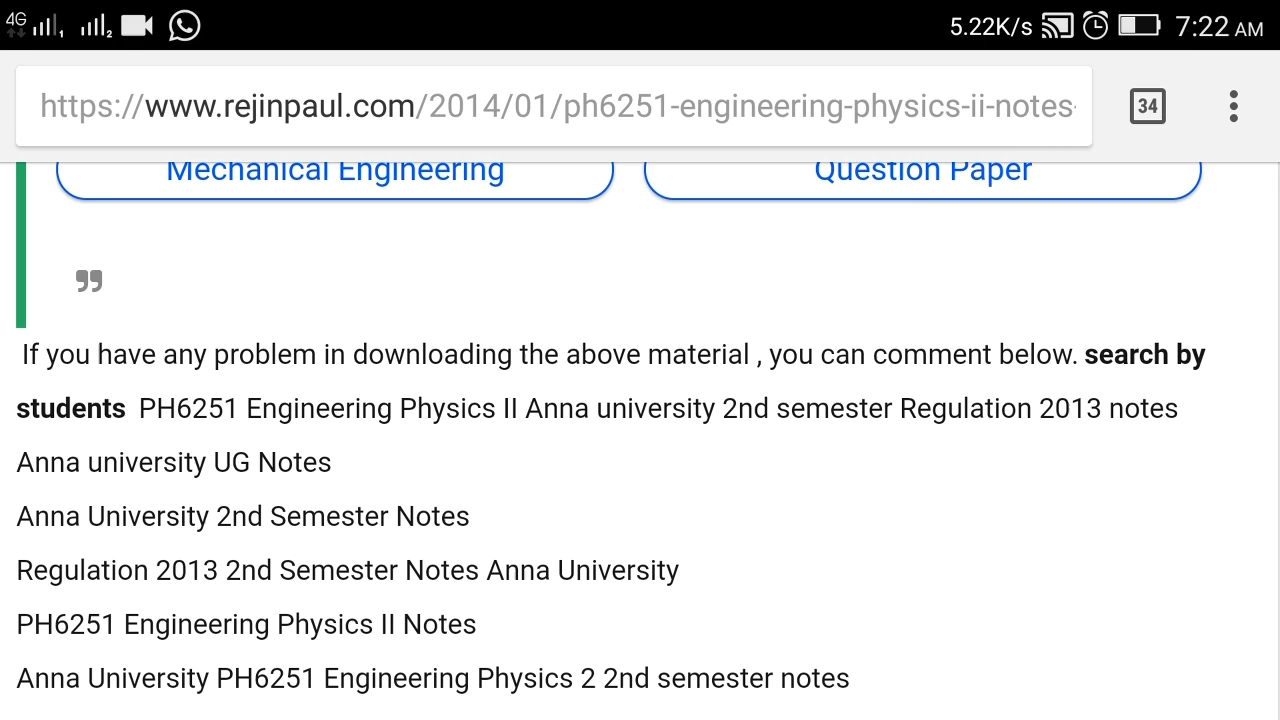 4G 1 2 5.22K/s 7:22 AM
https://www.rejinpaul.com/2014/01/ph6251-engineering-physics-ii-notes- 34
Mechanical Engineering Question Paper
”
If you have any problem in downloading the above material , you can comment below. search by
students PH6251 Engineering Physics II Anna university 2nd semester Regulation 2013 notes
Anna university UG Notes
Anna University 2nd Semester Notes
Regulation 2013 2nd Semester Notes Anna University
PH6251 Engineering Physics II Notes
Anna University PH6251 Engineering Physics 2 2nd semester notes